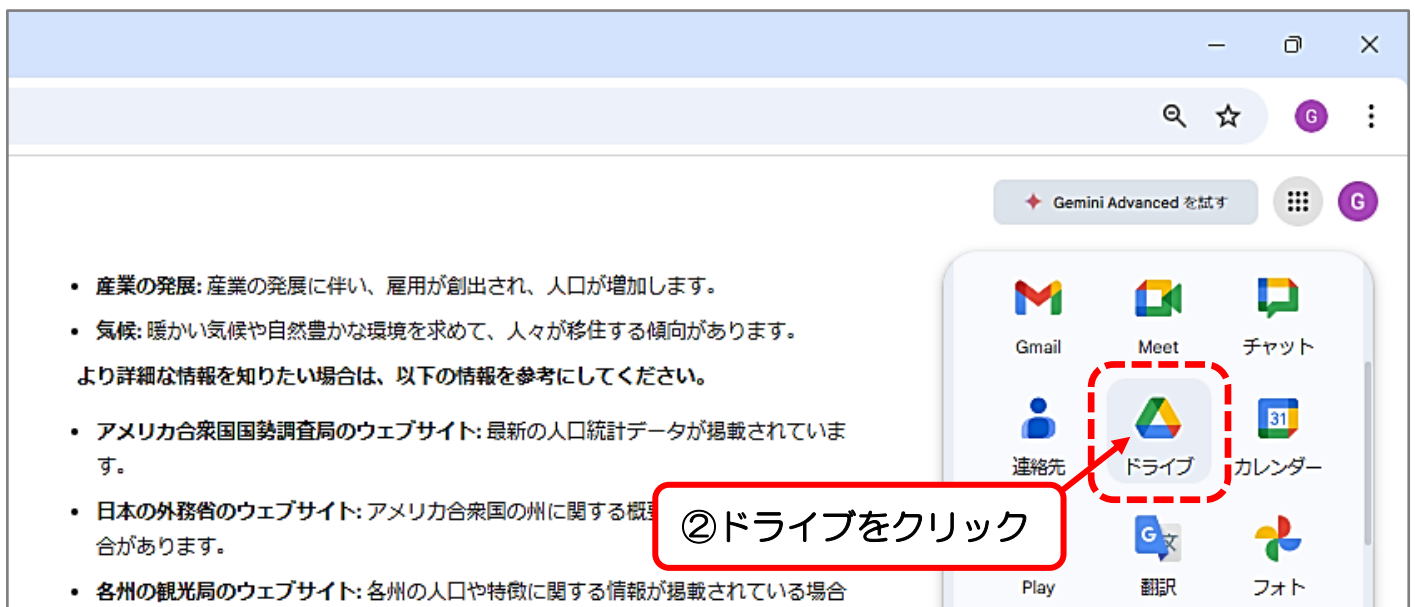 G
Gemini Advanced を試す
G
• 産業の発展: 産業の発展に伴い、雇用が創出され、人口が増加します。
• 気候: 暖かい気候や自然豊かな環境を求めて、人々が移住する傾向があります。
より詳細な情報を知りたい場合は、以下の情報を参考にしてください。
• アメリカ合衆国国勢調査局のウェブサイト: 最新の人口統計データが掲載されていま
す。
• 日本の外務省のウェブサイト: アメリカ合衆国の州に関する概要
合があります。
• 各州の観光局のウェブサイト: 各州の人口や特徴に関する情報が掲載されている場合
Gmail Meet チャット
31
連絡先 ドライブ カレンダー
②ドライブをクリック
G 文
Play 翻訳 フォト